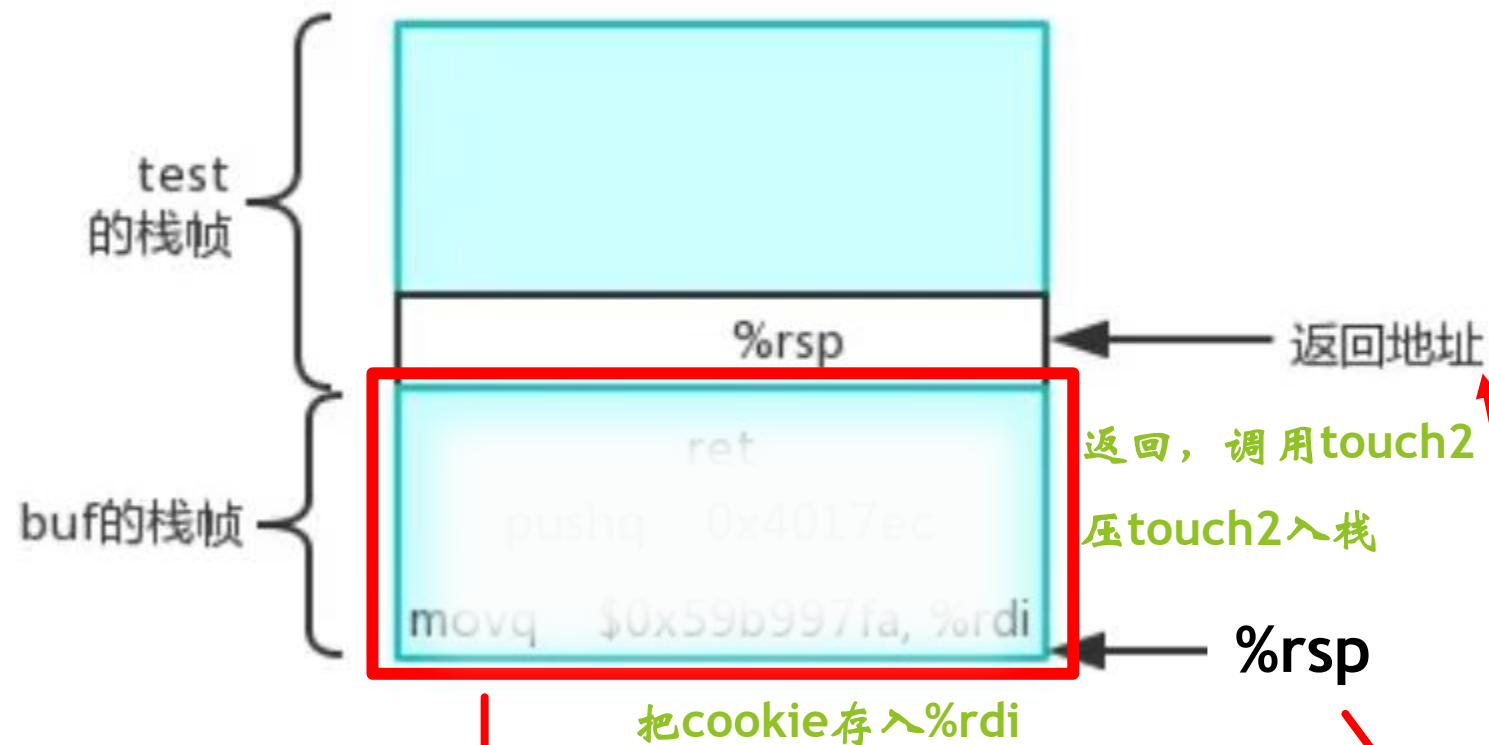 test
的栈帧
%rsp
返回地址
ret
返回，调用touch2
pushq 0x4017ec
压touch2入栈
buf的栈帧
movq $0x59b997fa, %rdi
%rsp
把cookie存入%rdi